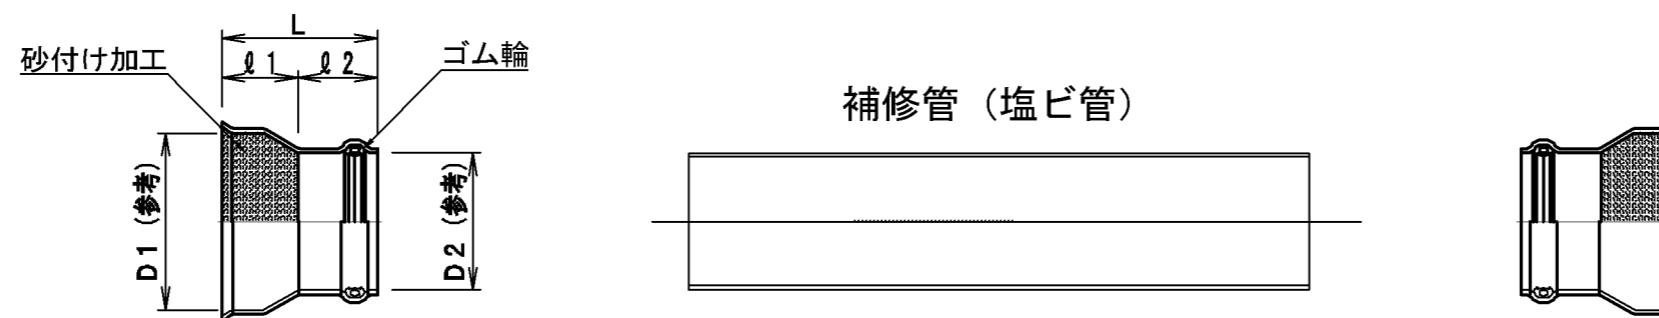 L
砂付け加工
ℓ1
ℓ2
ゴム輪
補修管（塩ビ管）
D1（参考）
D2（参考）